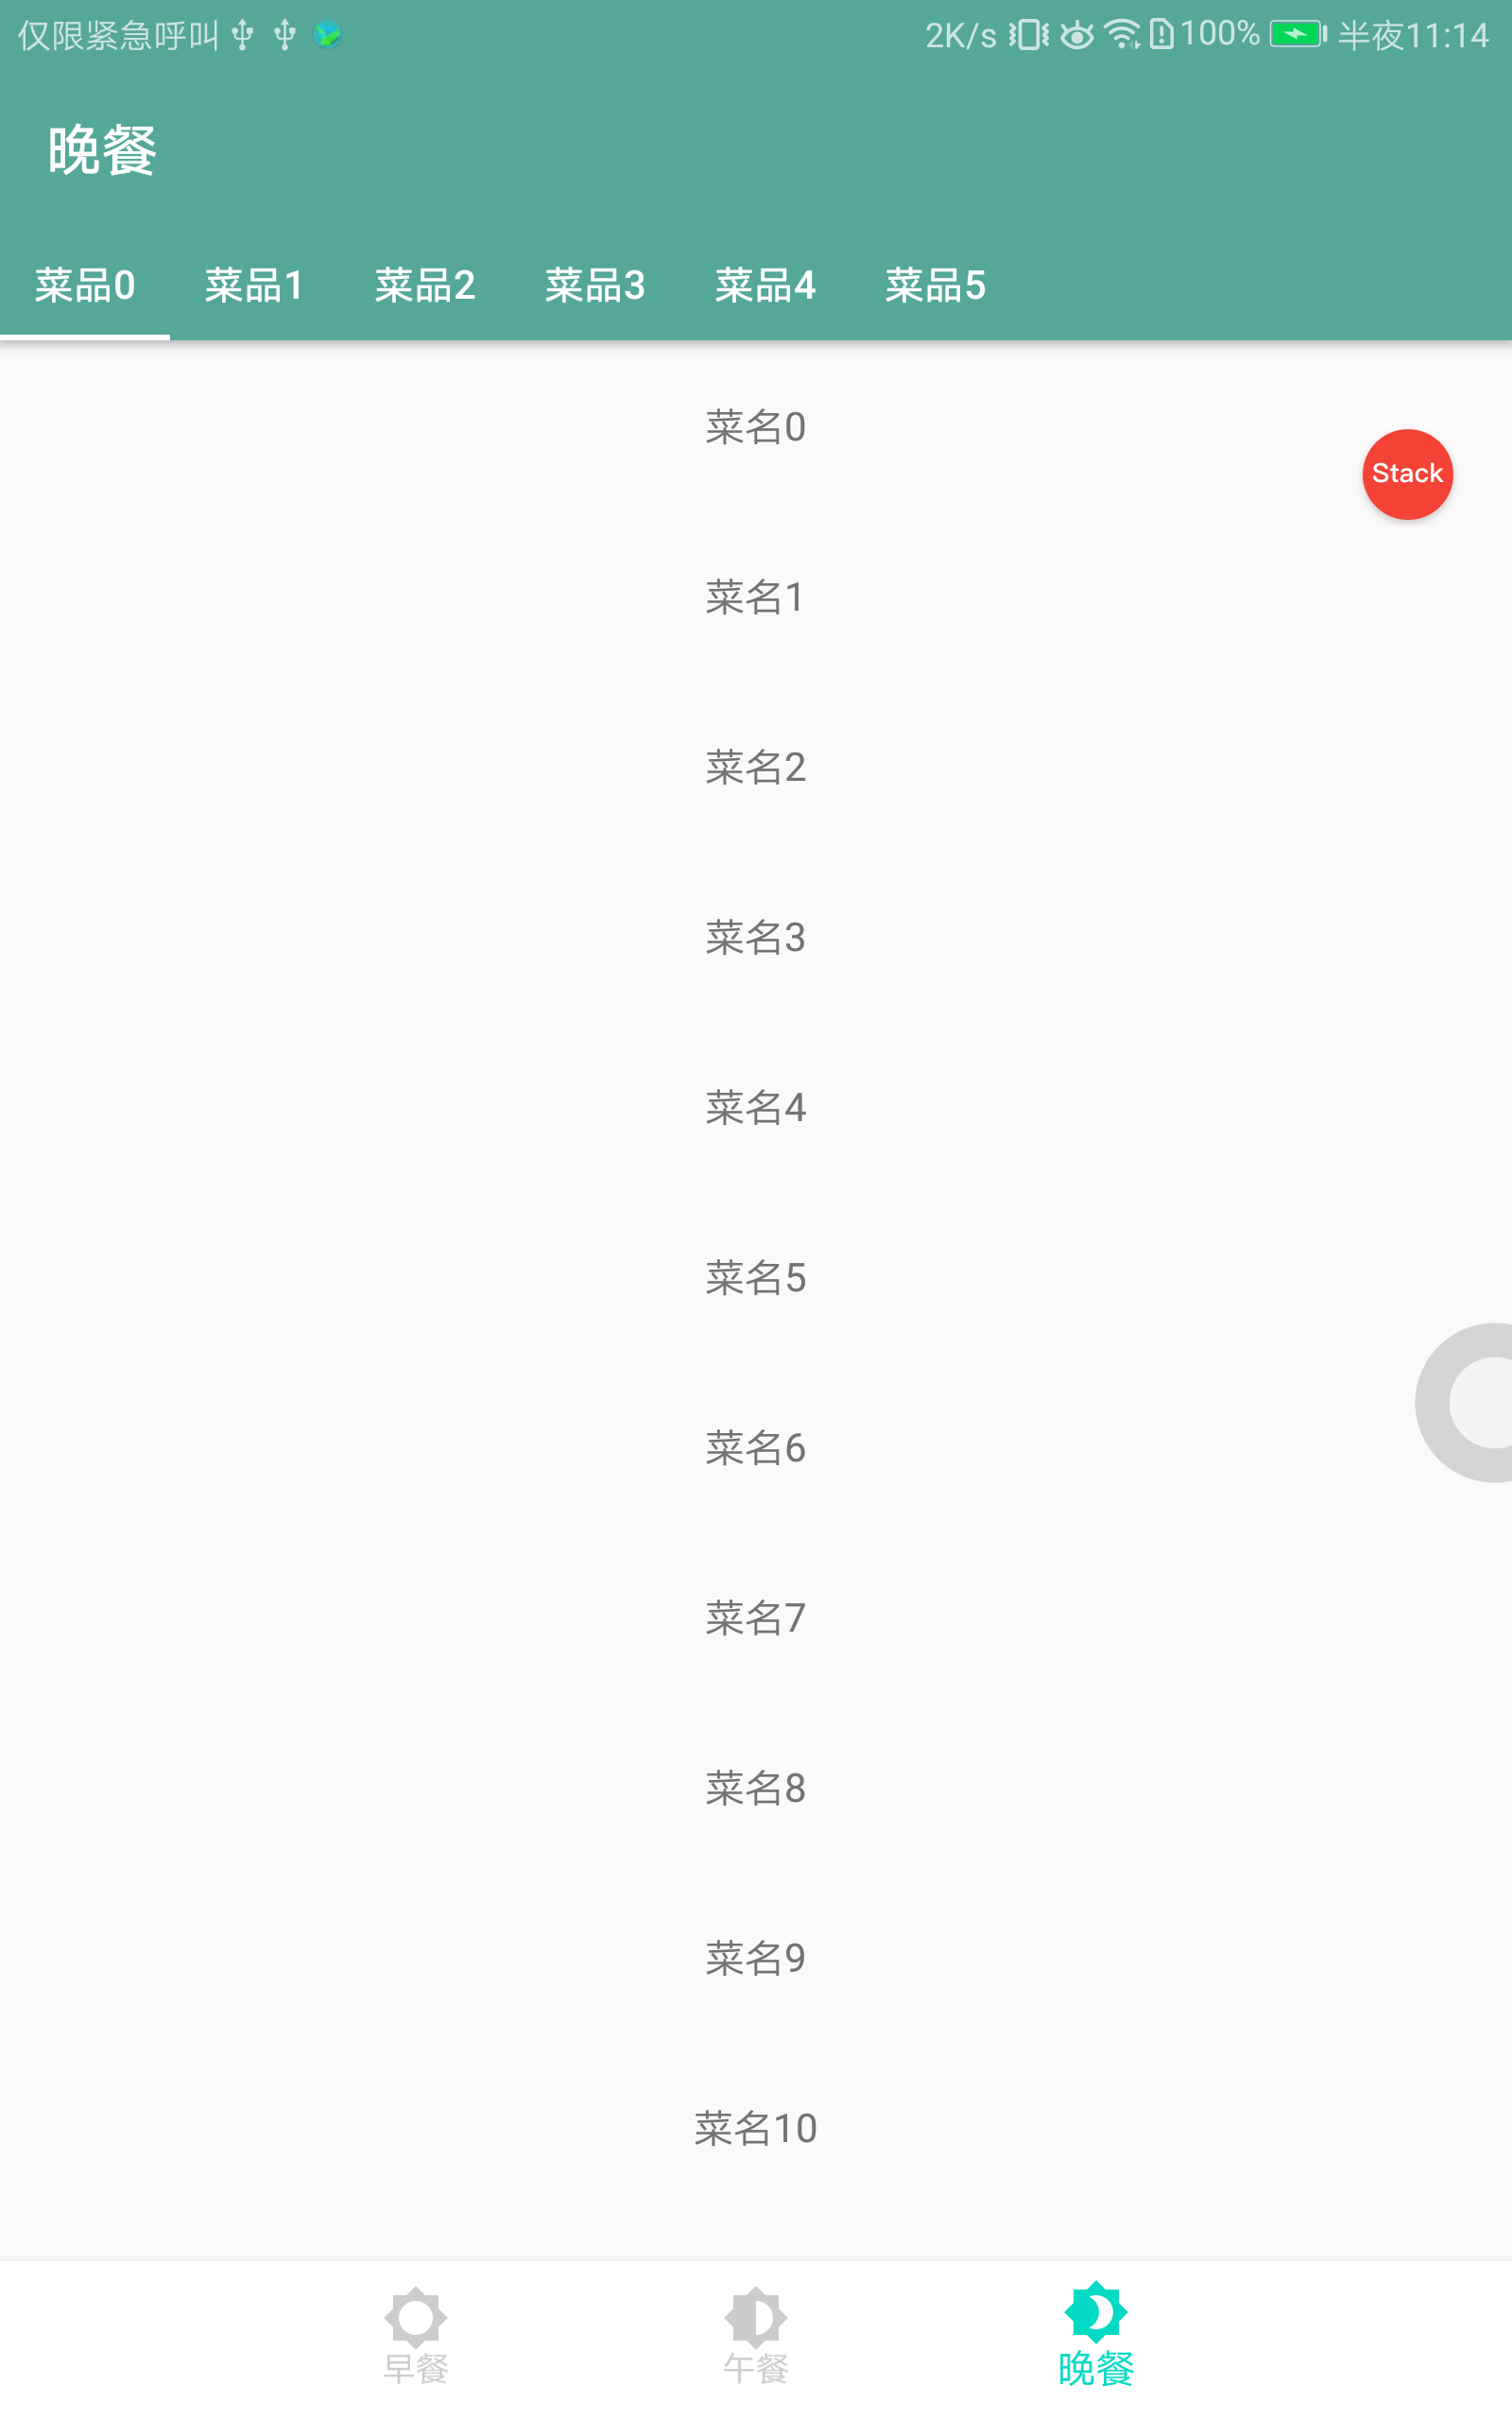 仅限紧急呼叫 2K/s 100% 半夜11:14
晚餐
菜品0 菜品1 菜品2 菜品3 菜品4 菜品5
菜名0
Stack
菜名1
菜名2
菜名3
菜名4
菜名5
菜名6
菜名7
菜名8
菜名9
菜名10
早餐 午餐 晚餐